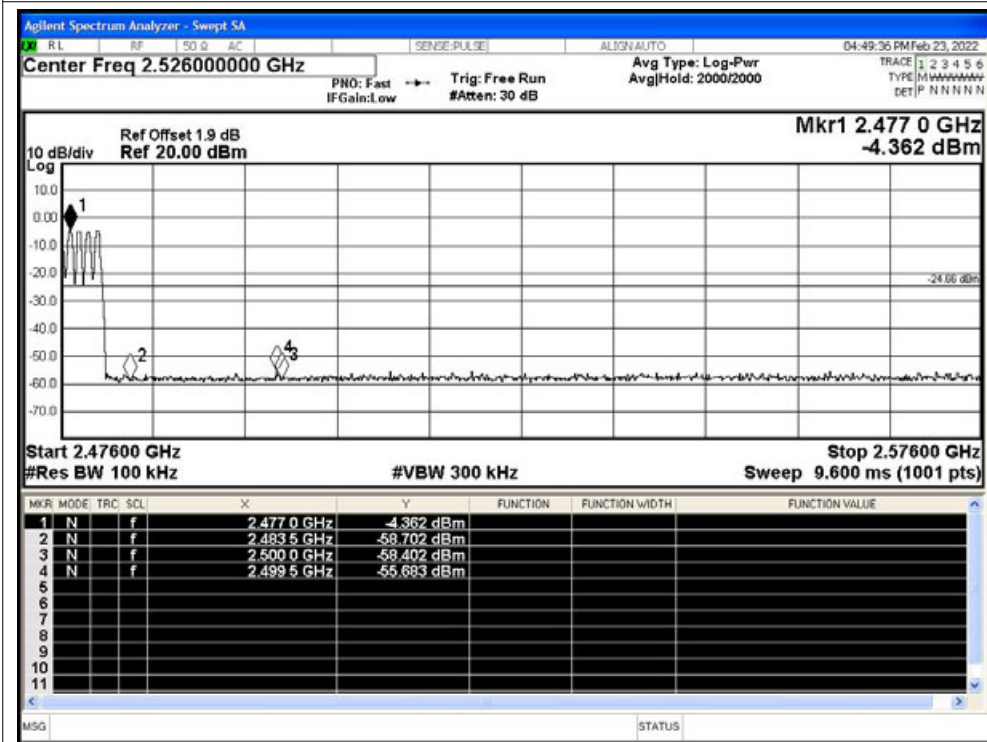 Agilent Spectrum Analyzer - Swept SA
LXI RL RF 50 Ω AC SENSE:PULSE ALIGN AUTO 04:49:36 PM Feb 23, 2022
Center Freq 2.526000000 GHz
PNO: Fast
IFGain:Low
Trig: Free Run
#Atten: 30 dB
Avg Type: Log-Pwr
Avg|Hold: 2000/2000
TRACE 1 2 3 4 5 6
TYPE M
DET P N N N N N
Mkr1 2.477 0 GHz
-4.362 dBm
Ref Offset 1.9 dB
10 dB/div Ref 20.00 dBm
Log
10.0
0.00
-10.0
-20.0
-30.0
-40.0
-50.0
-60.0
-70.0
1
2
4
3
-24.66 dBm
Start 2.47600 GHz Stop 2.57600 GHz
#Res BW 100 kHz #VBW 300 kHz Sweep 9.600 ms (1001 pts)
MKR MODE TRC SCL X Y FUNCTION FUNCTION WIDTH FUNCTION VALUE
1 N f 2.477 0 GHz -4.362 dBm
2 N f 2.483 5 GHz -58.702 dBm
3 N f 2.500 0 GHz -58.402 dBm
4 N f 2.499 5 GHz -55.683 dBm
5
6
7
8
9
10
11
MSG STATUS